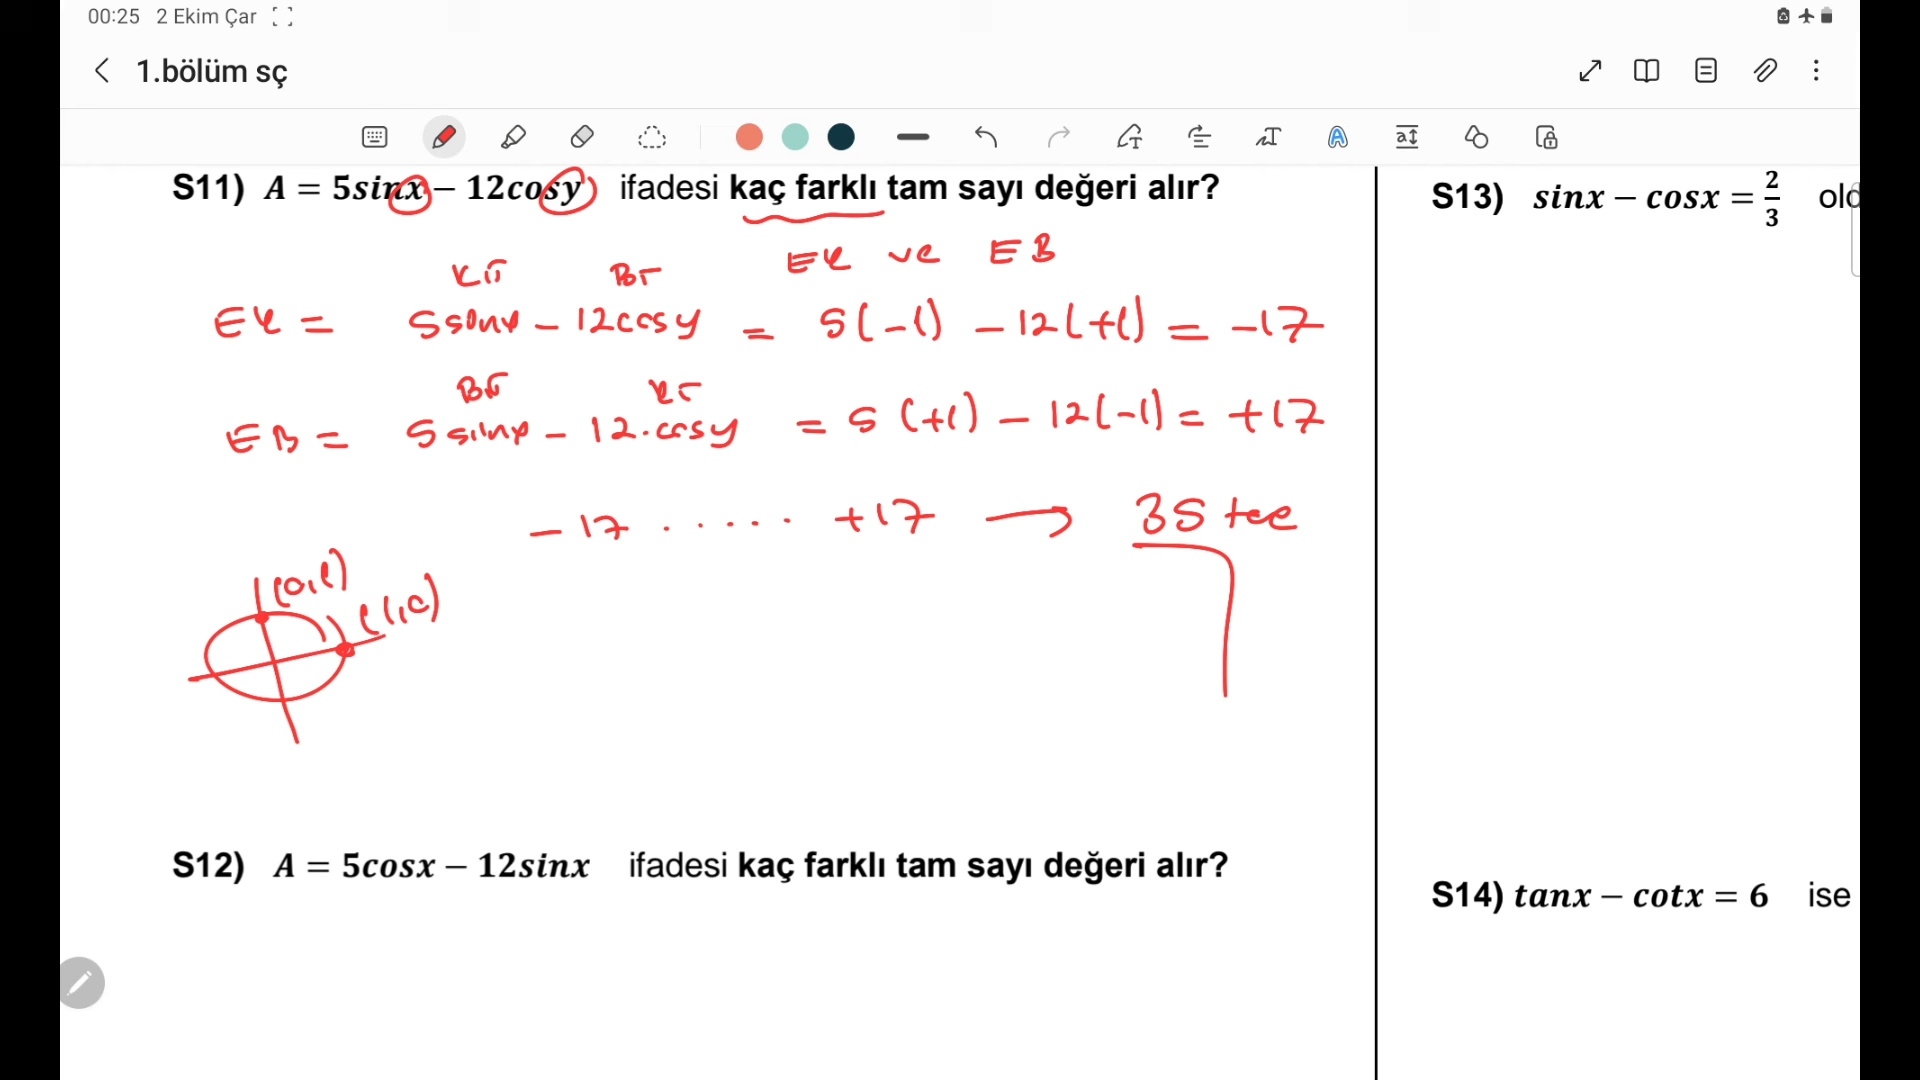 00:25 2 Ekim Çar
1.bölüm sç
S11) A = 5sinx − 12cosy ifadesi kaç farklı tam sayı değeri alır?
EK ve EB
EK = 5sinx − 12cosy = 5(−1) − 12(+1) = −17
EB = 5sinx − 12.cosy = 5(+1) − 12(−1) = +17
−17 ..... +17 → 35 tae
(0,1)
(1,0)
S12) A = 5cosx − 12sinx ifadesi kaç farklı tam sayı değeri alır?
S13) sinx − cosx = 2/3
S14) tanx − cotx = 6 ise